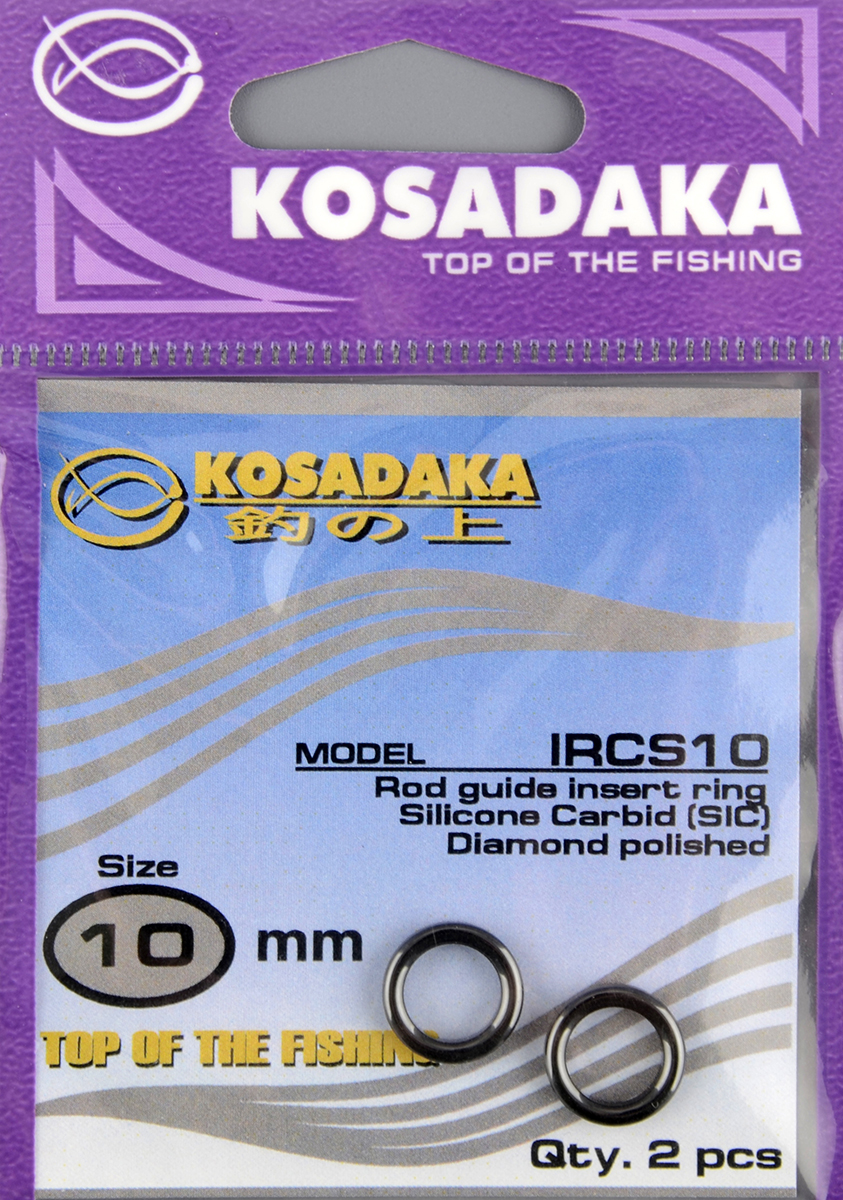 KOSADAKA
TOP OF THE FISHING
KOSADAKA
釣の上
MODEL IRCS10
Rod guide insert ring
Silicone Carbid (SIC)
Diamond polished
Size
10 mm
TOP OF THE FISHING
Qty. 2 pcs